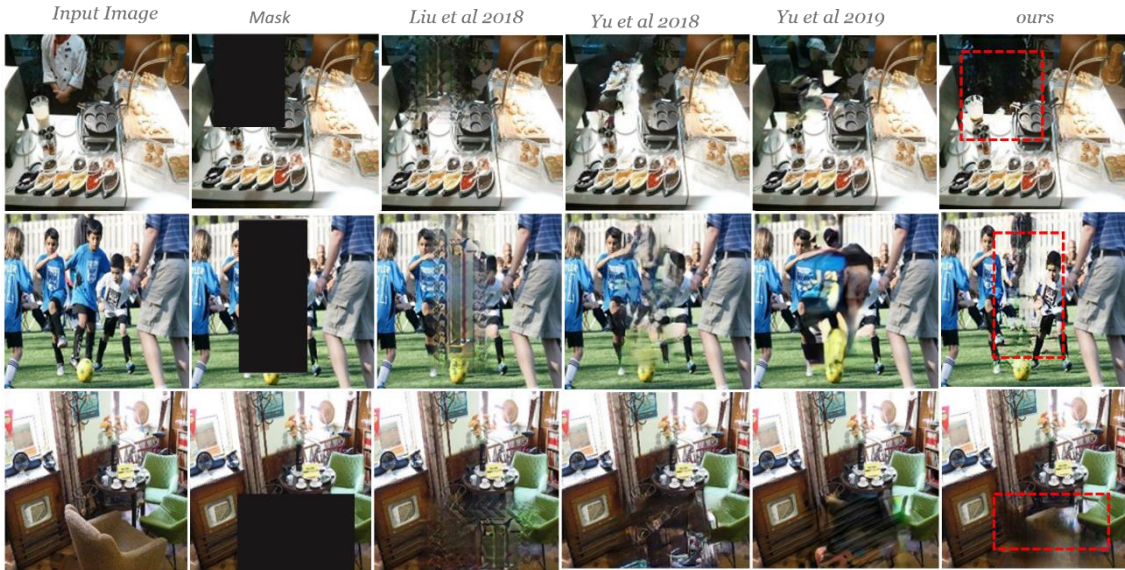 Input Image
Mask
Liu et al 2018
Yu et al 2018
Yu et al 2019
ours